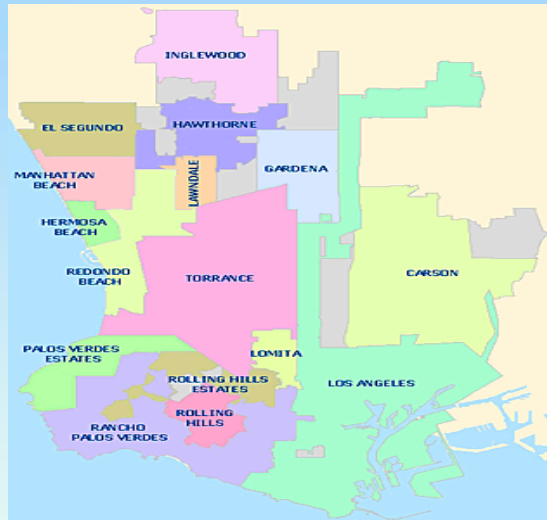 INGLEWOOD
EL SEGUNDO
HAWTHORNE
MANHATTAN
BEACH
LAWNDALE
GARDENA
HERMOSA
BEACH
REDONDO
BEACH
TORRANCE
CARSON
PALOS VERDES
ESTATES
LOMITA
ROLLING HILLS
ESTATES
LOS ANGELES
ROLLING
HILLS
RANCHO
PALOS VERDES